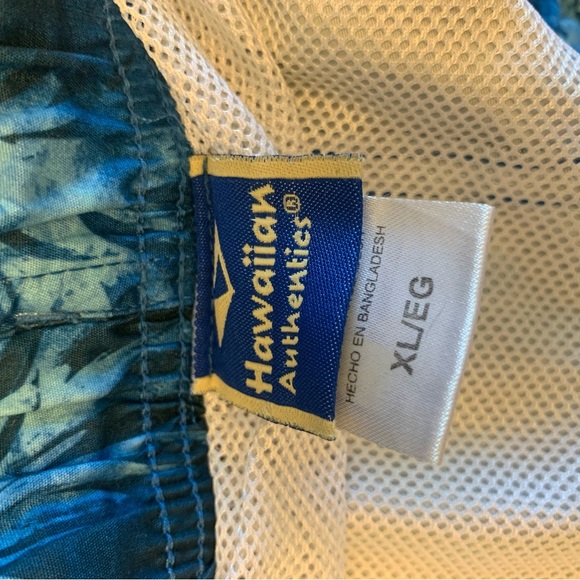 Hawaiian
Authentics®
HECHO EN BANGLADESH
XL/EG